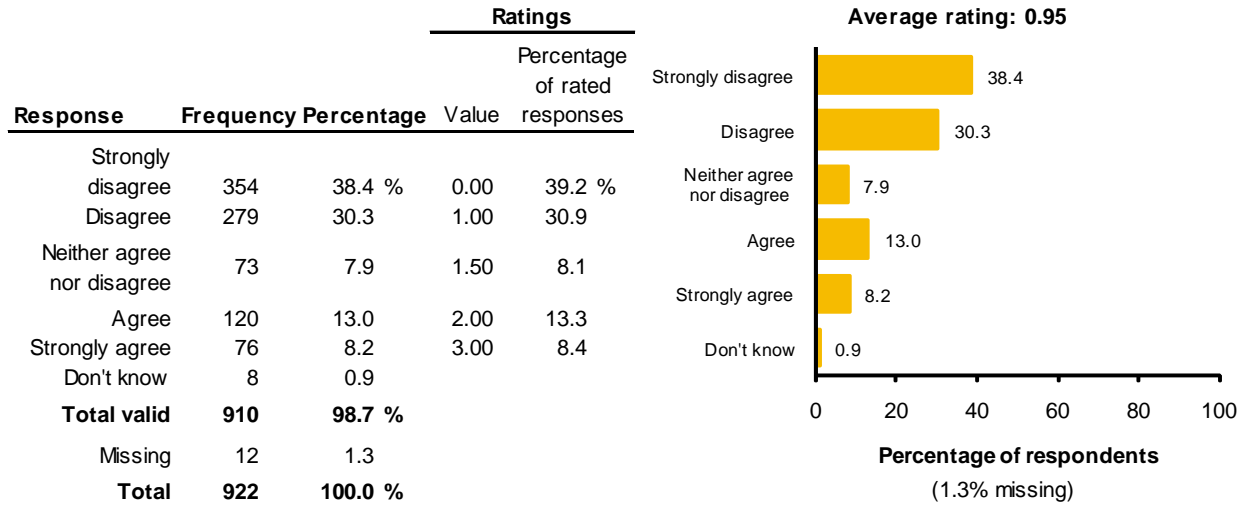 Ratings
Response Frequency Percentage Value Percentage of rated responses
Strongly disagree 354 38.4 % 0.00 39.2 %
Disagree 279 30.3 1.00 30.9
Neither agree nor disagree 73 7.9 1.50 8.1
Agree 120 13.0 2.00 13.3
Strongly agree 76 8.2 3.00 8.4
Don't know 8 0.9
Total valid 910 98.7 %
Missing 12 1.3
Total 922 100.0 %
Average rating: 0.95
Strongly disagree 38.4
Disagree 30.3
Neither agree
nor disagree 7.9
Agree 13.0
Strongly agree 8.2
Don't know 0.9
0 20 40 60 80 100
Percentage of respondents
(1.3% missing)